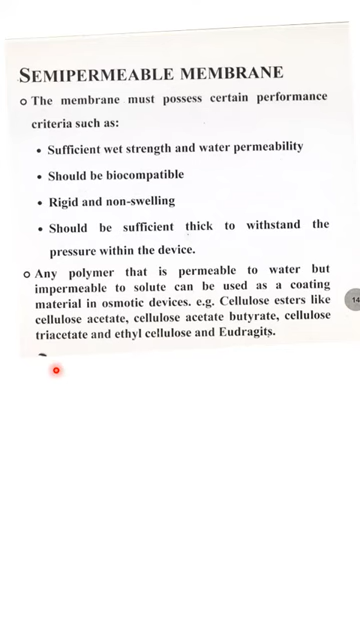 SEMIPERMEABLE MEMBRANE
The membrane must possess certain performance
criteria such as:
• Sufficient wet strength and water permeability
• Should be biocompatible
• Rigid and non-swelling
• Should be sufficient thick to withstand the
pressure within the device.
Any polymer that is permeable to water but
impermeable to solute can be used as a coating
material in osmotic devices. e.g. Cellulose esters like
cellulose acetate, cellulose acetate butyrate, cellulose
triacetate and ethyl cellulose and Eudragits.
14